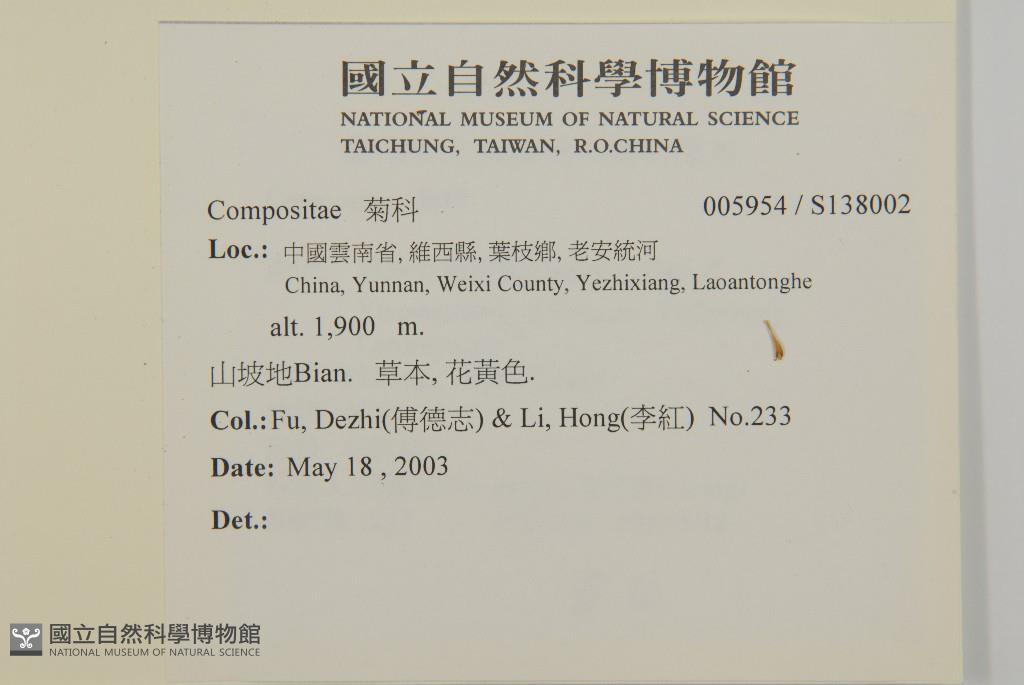 國立自然科學博物館
NATIONAL MUSEUM OF NATURAL SCIENCE
TAICHUNG, TAIWAN, R.O.CHINA
Compositae 菊科 005954 / S138002
Loc.: 中國雲南省, 維西縣, 葉枝鄉, 老安統河
China, Yunnan, Weixi County, Yezhixiang, Laoantonghe
alt. 1,900 m.
山坡地Bian. 草本, 花黃色.
Col.:Fu, Dezhi(傅德志) & Li, Hong(李紅) No.233
Date: May 18 , 2003
Det.:
國立自然科學博物館
NATIONAL MUSEUM OF NATURAL SCIENCE